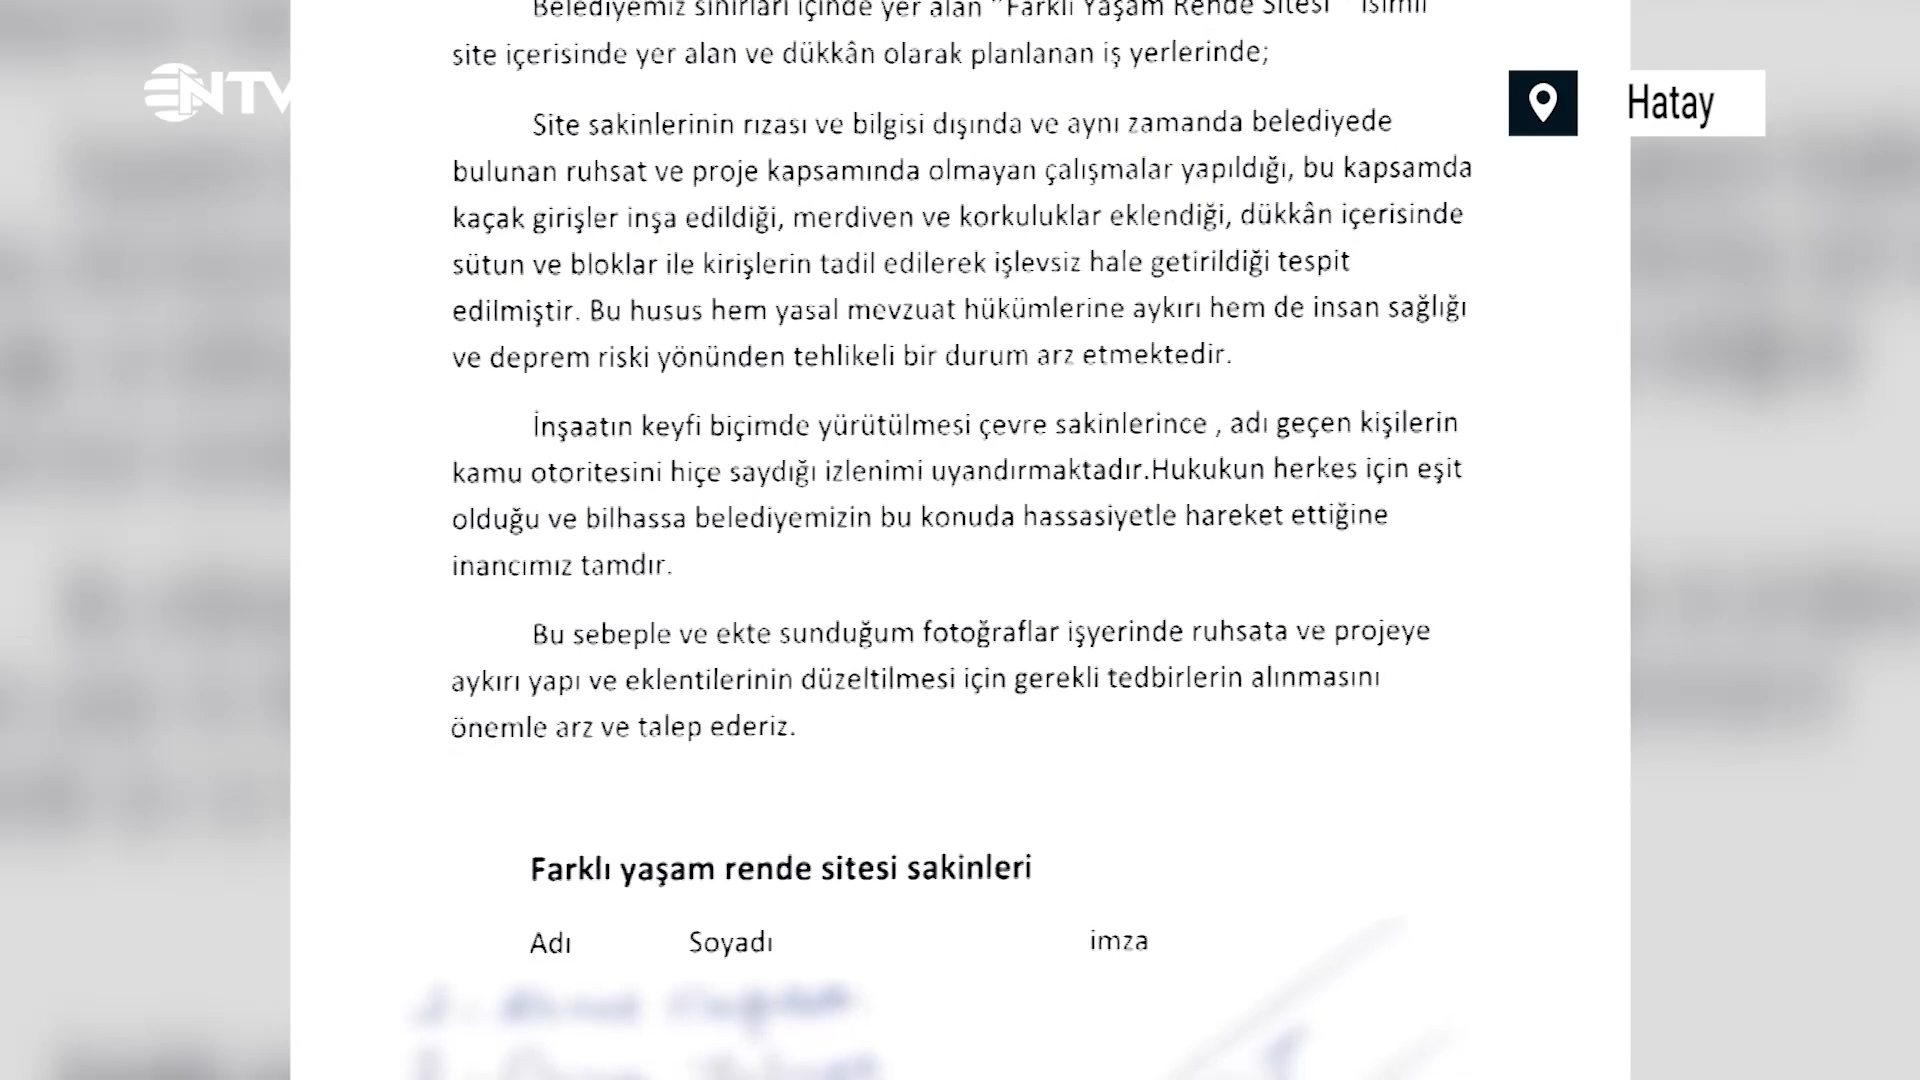 Belediyemiz sınırları içinde yer alan "Farklı Yaşam Rende Sitesi " isimli
site içerisinde yer alan ve dükkân olarak planlanan iş yerlerinde;
NTV
Hatay
Site sakinlerinin rızası ve bilgisi dışında ve aynı zamanda belediyede
bulunan ruhsat ve proje kapsamında olmayan çalışmalar yapıldığı, bu kapsamda
kaçak girişler inşa edildiği, merdiven ve korkuluklar eklendiği, dükkân içerisinde
sütun ve bloklar ile kirişlerin tadil edilerek işlevsiz hale getirildiği tespit
edilmiştir. Bu husus hem yasal mevzuat hükümlerine aykırı hem de insan sağlığı
ve deprem riski yönünden tehlikeli bir durum arz etmektedir.
İnşaatın keyfi biçimde yürütülmesi çevre sakinlerince , adı geçen kişilerin
kamu otoritesini hiçe saydığı izlenimi uyandırmaktadır.Hukukun herkes için eşit
olduğu ve bilhassa belediyemizin bu konuda hassasiyetle hareket ettiğine
inancımız tamdır.
Bu sebeple ve ekte sunduğum fotoğraflar işyerinde ruhsata ve projeye
aykırı yapı ve eklentilerinin düzeltilmesi için gerekli tedbirlerin alınmasını
önemle arz ve talep ederiz.
Farklı yaşam rende sitesi sakinleri
Adı Soyadı imza